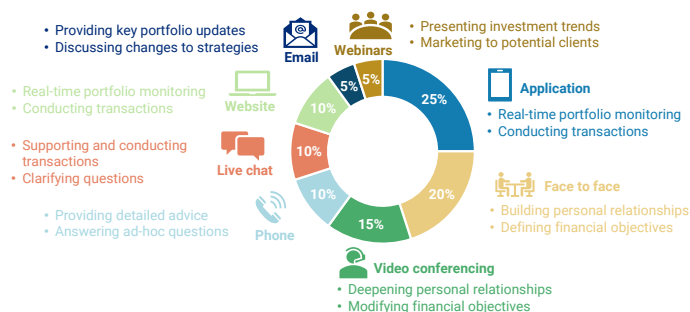 • Providing key portfolio updates
• Discussing changes to strategies
Email
Webinars
• Presenting investment trends
• Marketing to potential clients
5%
5%
25%
Application
• Real-time portfolio monitoring
• Conducting transactions
20%
Face to face
• Building personal relationships
• Defining financial objectives
15%
Video conferencing
• Deepening personal relationships
• Modifying financial objectives
10%
Phone
• Providing detailed advice
• Answering ad-hoc questions
10%
Live chat
• Supporting and conducting
transactions
• Clarifying questions
10%
Website
• Real-time portfolio monitoring
• Conducting transactions